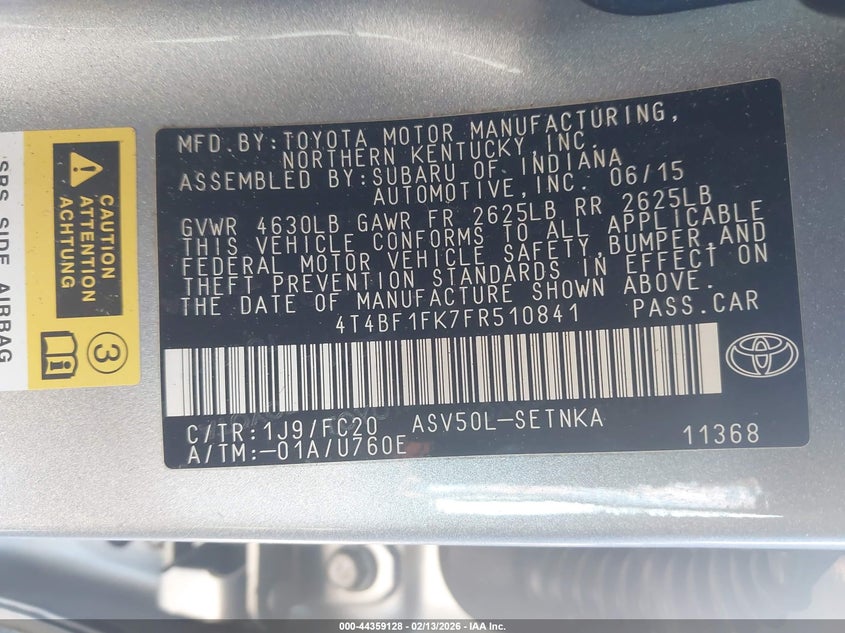 MFD.BY:TOYOTA MOTOR MANUFACTURING,
NORTHERN KENTUCKY, INC.
ASSEMBLED BY:SUBARU OF INDIANA
AUTOMOTIVE,INC. 06/15
GVWR 4630LB GAWR FR 2625LB RR 2625LB
THIS VEHICLE CONFORMS TO ALL APPLICABLE
FEDERAL MOTOR VEHICLE SAFETY,BUMPER,AND
THEFT PREVENTION STANDARDS IN EFFECT ON
THE DATE OF MANUFACTURE SHOWN ABOVE.
4T4BF1FK7FR510841 PASS.CAR
C/TR:1J9/FC20 ASV50L-SETNKA
A/TM:-01A/U760E 11368
CAUTION
ATTENTION
ACHTUNG
3
SRS SIDE AIRBAG
000-44359128 - 02/13/2026 - IAA Inc.